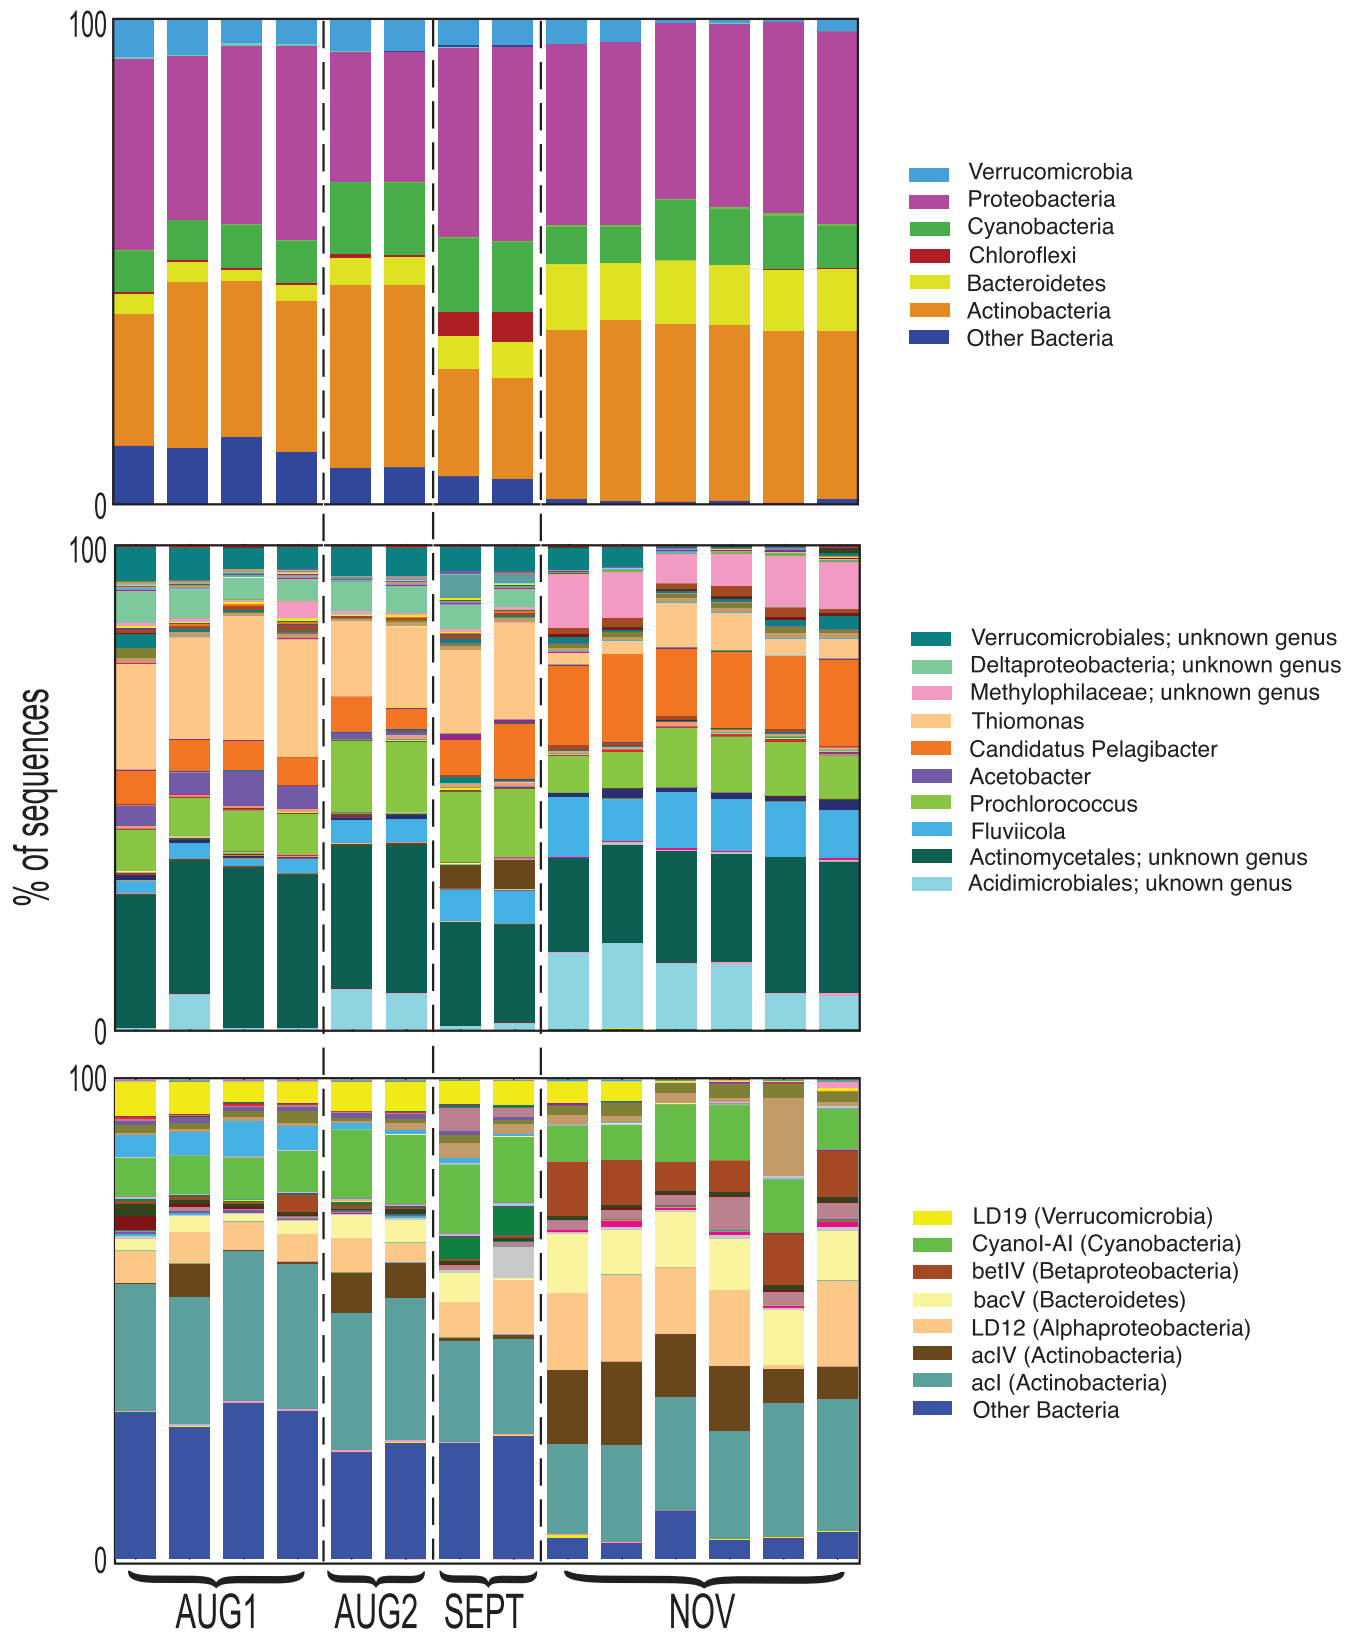 100
0
Verrucomicrobia
Proteobacteria
Cyanobacteria
Chloroflexi
Bacteroidetes
Actinobacteria
Other Bacteria
% of sequences
100
0
Verrucomicrobiales; unknown genus
Deltaproteobacteria; unknown genus
Methylophilaceae; unknown genus
Thiomonas
Candidatus Pelagibacter
Acetobacter
Prochlorococcus
Fluviicola
Actinomycetales; unknown genus
Acidimicrobiales; uknown genus
100
0
LD19 (Verrucomicrobia)
CyanoI-AI (Cyanobacteria)
betIV (Betaproteobacteria)
bacV (Bacteroidetes)
LD12 (Alphaproteobacteria)
acIV (Actinobacteria)
acI (Actinobacteria)
Other Bacteria
AUG1 AUG2 SEPT NOV